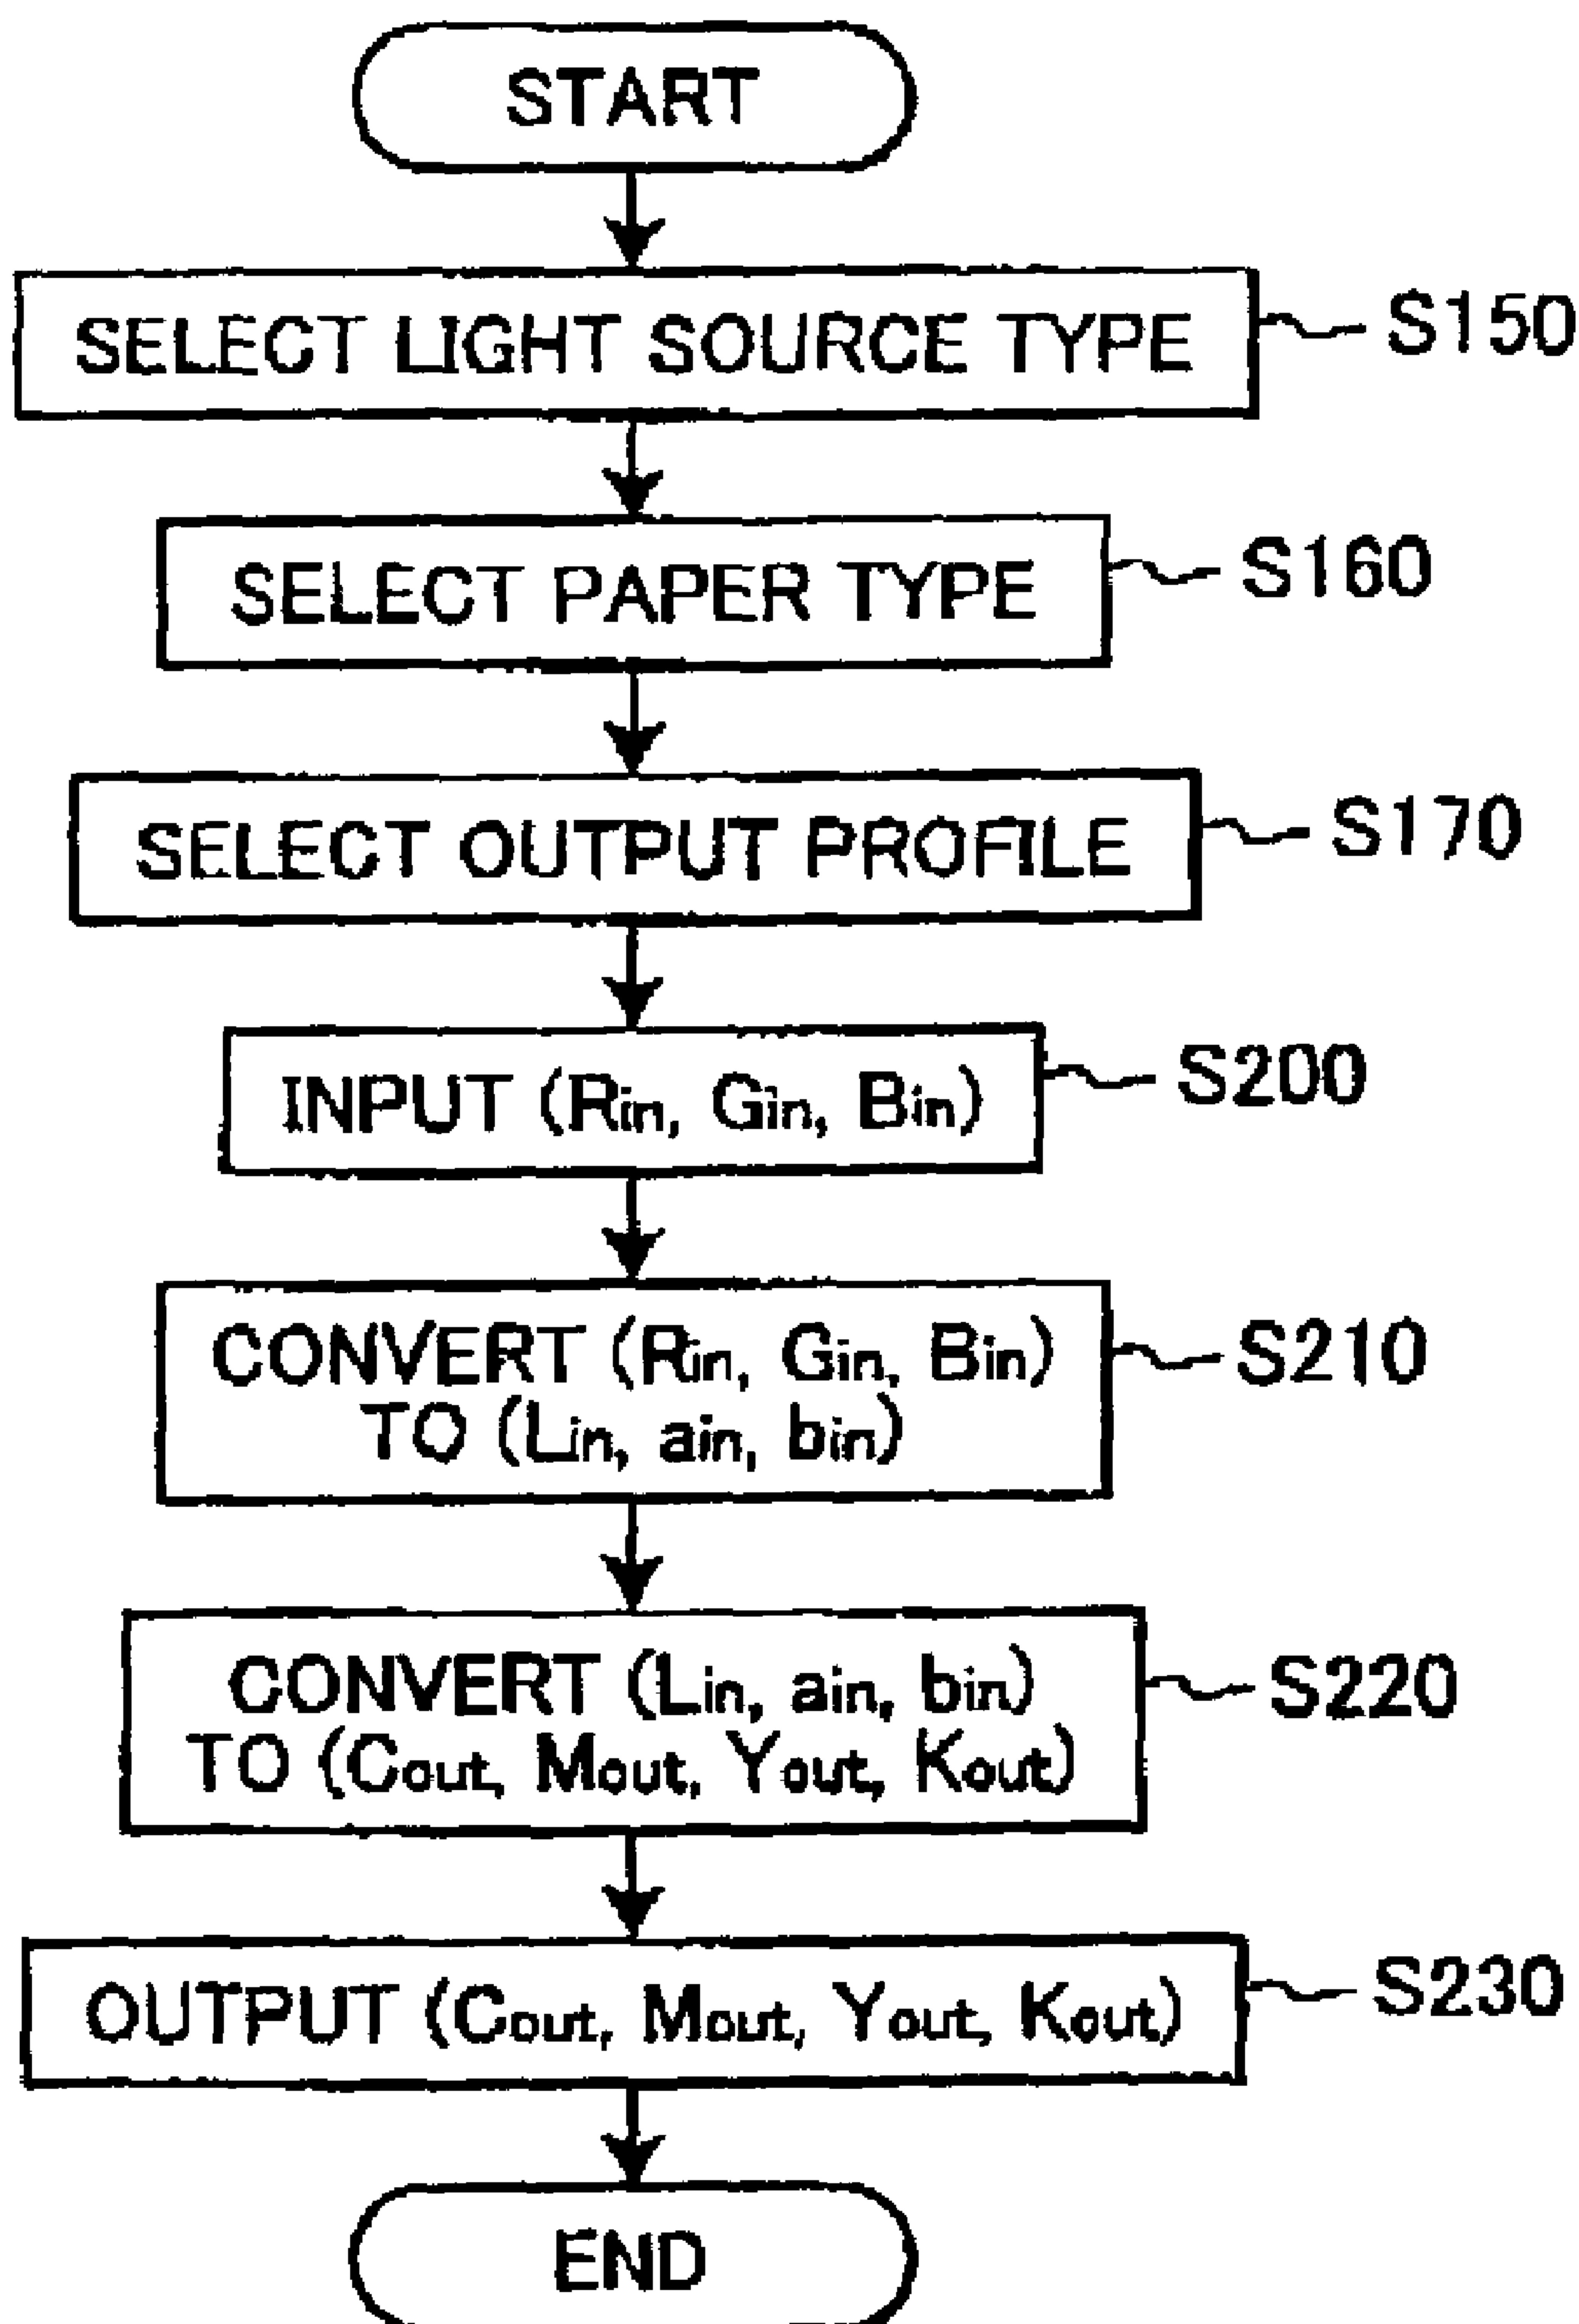 START
SELECT LIGHT SOURCE TYPE
S150
SELECT PAPER TYPE
S160
SELECT OUTPUT PROFILE
S170
INPUT (Rin, Gin, Bin)
S200
CONVERT (Rin, Gin, Bin)
TO (Lin, ain, bin)
S210
CONVERT (Lin, ain, bin)
TO (Cout, Mout, Yout, Kout)
S220
OUTPUT (Cout, Mout, Yout, Kout)
S230
END